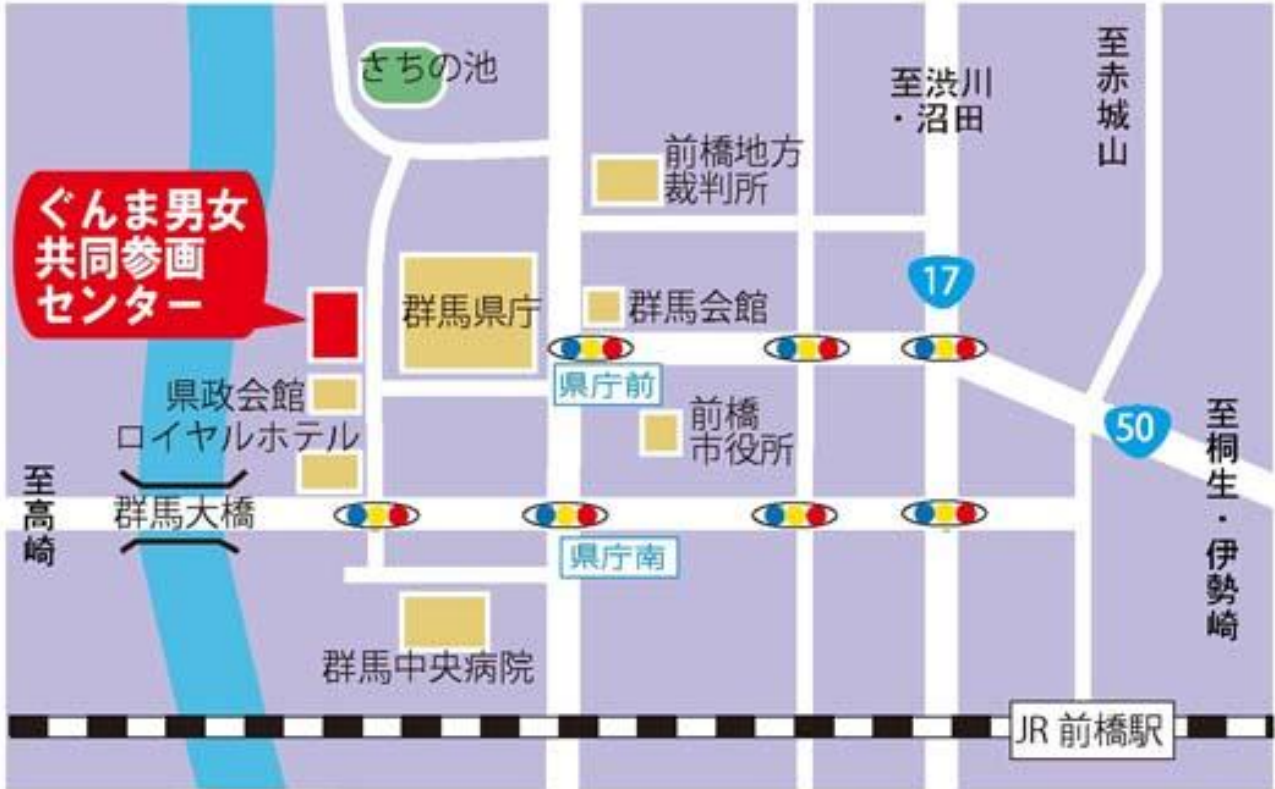 さちの池
至渋川
・沼田
至赤城山
前橋地方
裁判所
ぐんま男女
共同参画
センター
17
群馬県庁
群馬会館
県庁前
県政会館
前橋
市役所
50
至桐生・伊勢崎
ロイヤルホテル
至高崎
群馬大橋
県庁南
群馬中央病院
JR 前橋駅